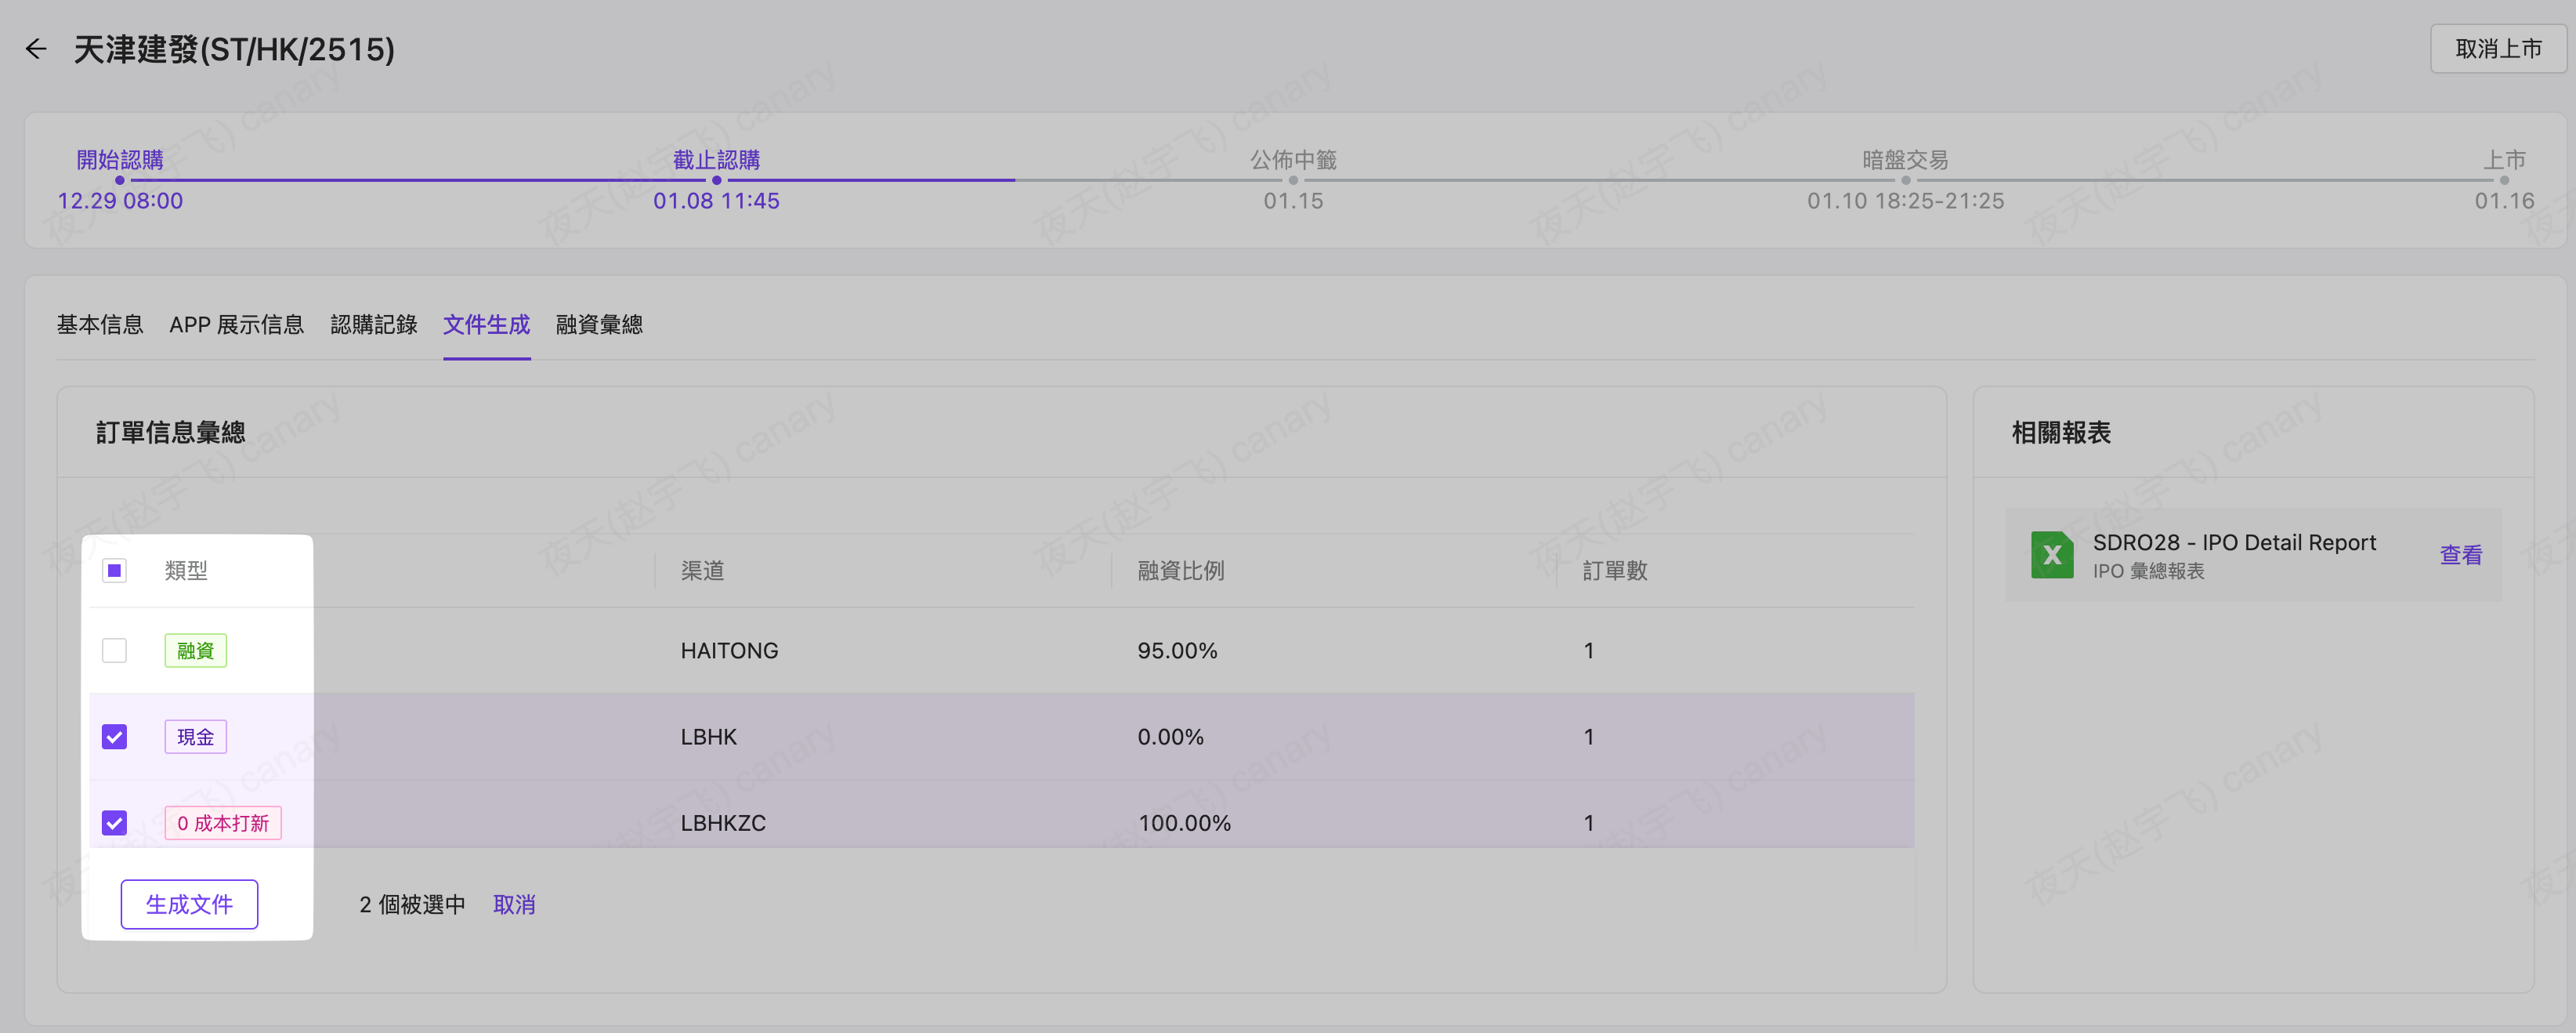 天津建發(ST/HK/2515)
取消上市
開始認購
截止認購
公佈中籤
暗盤交易
上市
12.29 08:00
01.08 11:45
01.15
01.10 18:25-21:25
01.16
基本信息 APP 展示信息 認購記錄 文件生成 融資彙總
訂單信息彙總
類型 渠道 融資比例 訂單數
融資 HAITONG 95.00% 1
現金 LBHK 0.00% 1
0 成本打新 LBHKZC 100.00% 1
生成文件 2 個被選中 取消
相關報表
SDRO28 - IPO Detail Report
IPO 彙總報表
查看
夜天(赵宇飞) canary